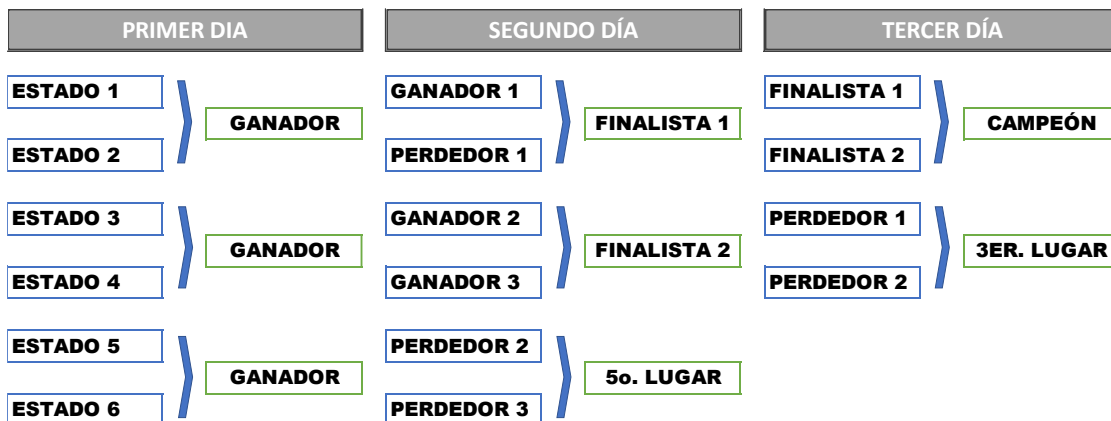 PRIMER DIA
SEGUNDO DÍA
TERCER DÍA
ESTADO 1
GANADOR
ESTADO 2
ESTADO 3
GANADOR
ESTADO 4
ESTADO 5
GANADOR
ESTADO 6
GANADOR 1
FINALISTA 1
PERDEDOR 1
GANADOR 2
FINALISTA 2
GANADOR 3
PERDEDOR 2
5o. LUGAR
PERDEDOR 3
FINALISTA 1
CAMPEÓN
FINALISTA 2
PERDEDOR 1
3ER. LUGAR
PERDEDOR 2